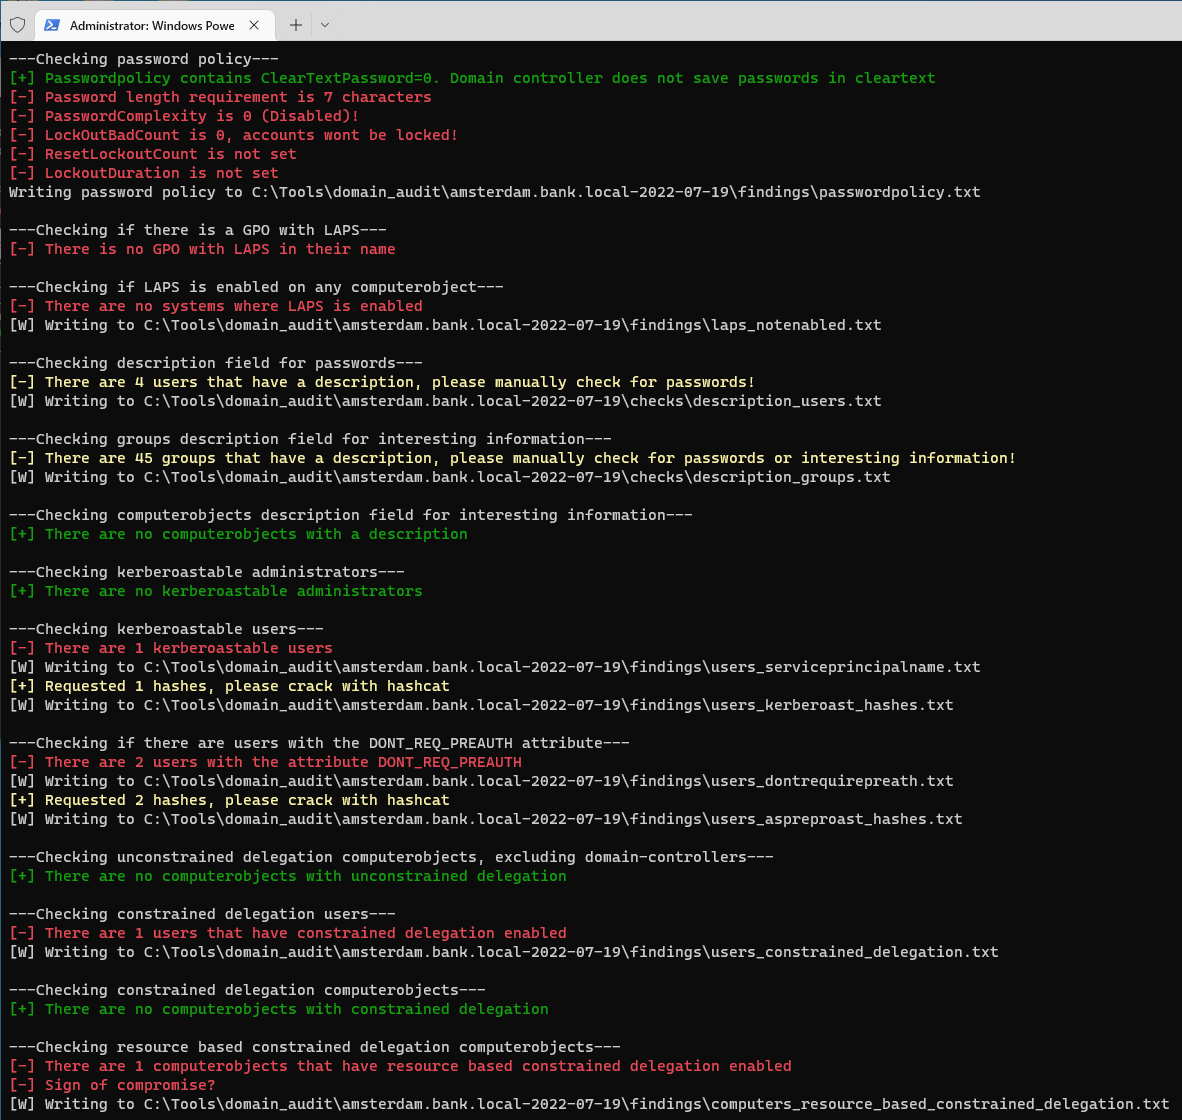 Administrator: Windows Powe
---Checking password policy---
[+] Passwordpolicy contains ClearTextPassword=0. Domain controller does not save passwords in cleartext
[-] Password length requirement is 7 characters
[-] PasswordComplexity is 0 (Disabled)!
[-] LockOutBadCount is 0, accounts wont be locked!
[-] ResetLockoutCount is not set
[-] LockoutDuration is not set
Writing password policy to C:\Tools\domain_audit\amsterdam.bank.local-2022-07-19\findings\passwordpolicy.txt
---Checking if there is a GPO with LAPS---
[-] There is no GPO with LAPS in their name
---Checking if LAPS is enabled on any computerobject---
[-] There are no systems where LAPS is enabled
[W] Writing to C:\Tools\domain_audit\amsterdam.bank.local-2022-07-19\findings\laps_notenabled.txt
---Checking description field for passwords---
[-] There are 4 users that have a description, please manually check for passwords!
[W] Writing to C:\Tools\domain_audit\amsterdam.bank.local-2022-07-19\checks\description_users.txt
---Checking groups description field for interesting information---
[-] There are 45 groups that have a description, please manually check for passwords or interesting information!
[W] Writing to C:\Tools\domain_audit\amsterdam.bank.local-2022-07-19\checks\description_groups.txt
---Checking computerobjects description field for interesting information---
[+] There are no computerobjects with a description
---Checking kerberoastable administrators---
[+] There are no kerberoastable administrators
---Checking kerberoastable users---
[-] There are 1 kerberoastable users
[W] Writing to C:\Tools\domain_audit\amsterdam.bank.local-2022-07-19\findings\users_serviceprincipalname.txt
[+] Requested 1 hashes, please crack with hashcat
[W] Writing to C:\Tools\domain_audit\amsterdam.bank.local-2022-07-19\findings\users_kerberoast_hashes.txt
---Checking if there are users with the DONT_REQ_PREAUTH attribute---
[-] There are 2 users with the attribute DONT_REQ_PREAUTH
[W] Writing to C:\Tools\domain_audit\amsterdam.bank.local-2022-07-19\findings\users_dontrequirepreath.txt
[+] Requested 2 hashes, please crack with hashcat
[W] Writing to C:\Tools\domain_audit\amsterdam.bank.local-2022-07-19\findings\users_aspreproast_hashes.txt
---Checking unconstrained delegation computerobjects, excluding domain-controllers---
[+] There are no computerobjects with unconstrained delegation
---Checking constrained delegation users---
[-] There are 1 users that have constrained delegation enabled
[W] Writing to C:\Tools\domain_audit\amsterdam.bank.local-2022-07-19\findings\users_constrained_delegation.txt
---Checking constrained delegation computerobjects---
[+] There are no computerobjects with constrained delegation
---Checking resource based constrained delegation computerobjects---
[-] There are 1 computerobjects that have resource based constrained delegation enabled
[-] Sign of compromise?
[W] Writing to C:\Tools\domain_audit\amsterdam.bank.local-2022-07-19\findings\computers_resource_based_constrained_delegation.txt